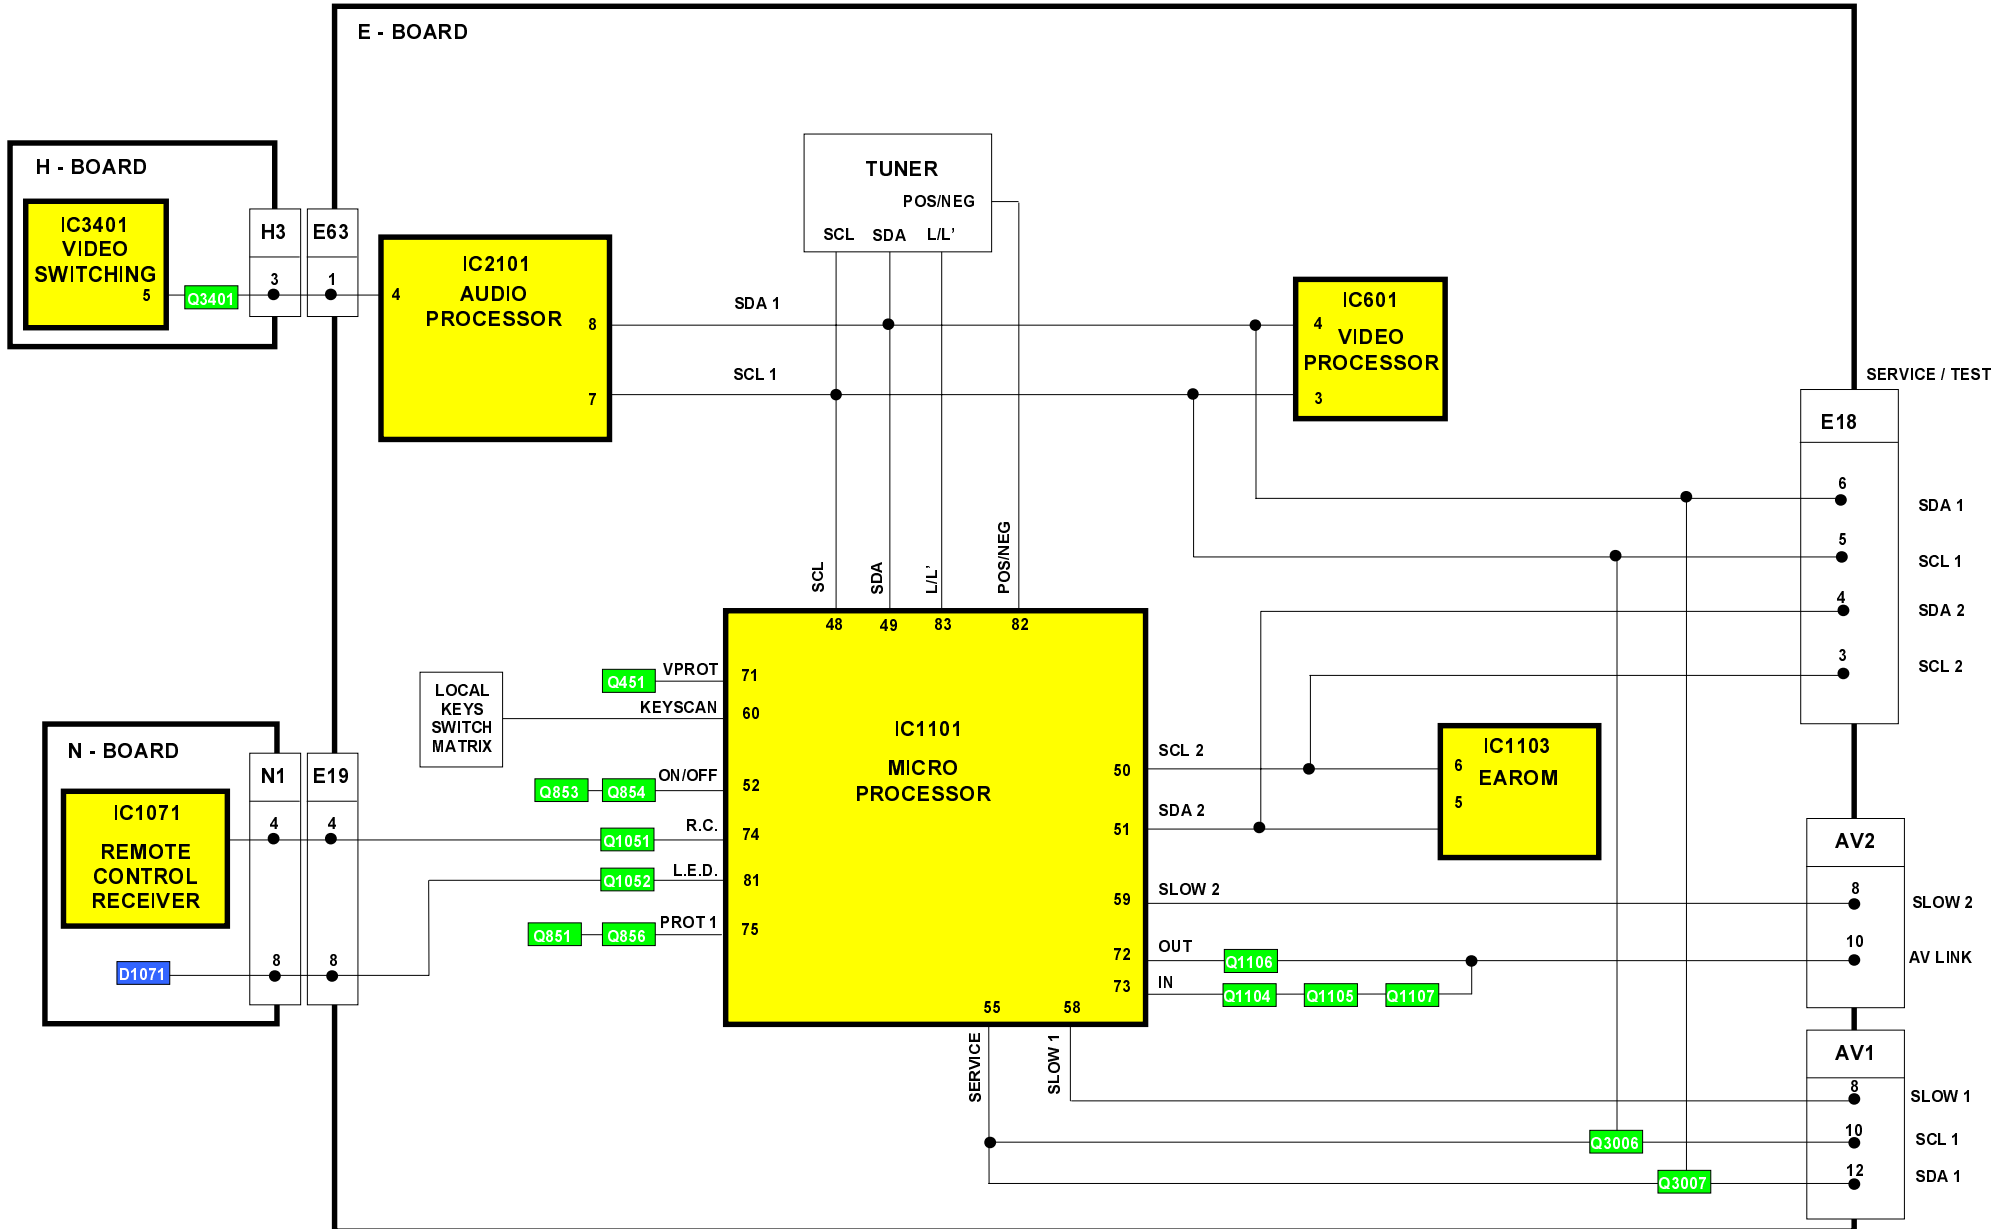 E - BOARD
H - BOARD
IC3401
VIDEO
SWITCHING
5
Q3401
H3
3
E63
1
IC2101
AUDIO
PROCESSOR
4
8
7
TUNER
POS/NEG
SCL
SDA
L/L'
SDA 1
SCL 1
IC601
4
VIDEO
PROCESSOR
3
SERVICE / TEST
E18
6
SDA 1
5
SCL 1
4
SDA 2
3
SCL 2
SCL
SDA
L/L'
POS/NEG
48
49
83
82
IC1101
MICRO
PROCESSOR
VPROT
71
Q451
KEYSCAN
60
LOCAL
KEYS
SWITCH
MATRIX
ON/OFF
52
Q853
Q854
R.C.
74
Q1051
L.E.D.
81
Q1052
PROT 1
75
Q851
Q856
N - BOARD
IC1071
REMOTE
CONTROL
RECEIVER
D1071
N1
4
8
E19
4
8
50
SCL 2
51
SDA 2
IC1103
6
EAROM
5
59
SLOW 2
72
OUT
Q1106
73
IN
Q1104
Q1105
Q1107
55
58
SERVICE
SLOW 1
AV2
8
SLOW 2
10
AV LINK
AV1
8
SLOW 1
10
SCL 1
Q3006
12
SDA 1
Q3007